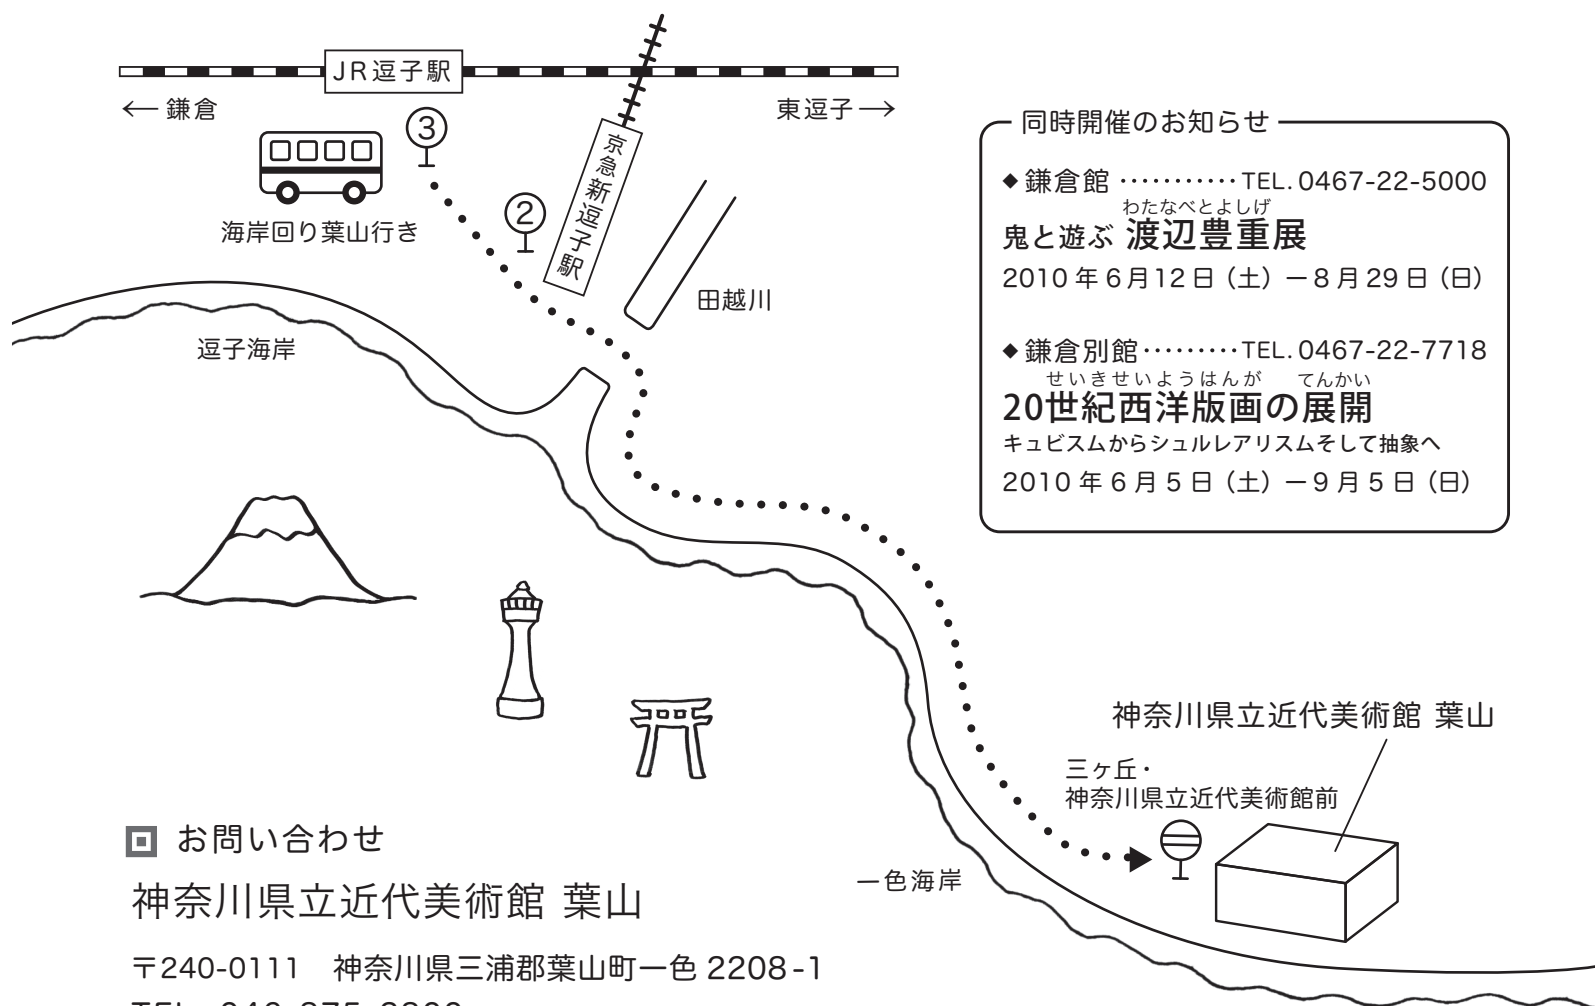 JR逗子駅
←鎌倉
東逗子→
③
②
京急新逗子駅
海岸回り葉山行き
田越川
逗子海岸
同時開催のお知らせ
◆鎌倉館 ··········· TEL. 0467-22-5000
わたなべとよしげ
鬼と遊ぶ 渡辺豊重展
2010 年 6月12 日（土）ー 8 月 29 日（日）
◆鎌倉別館 ········· TEL. 0467-22-7718
せいきせいようはんが てんかい
20世紀西洋版画の展開
キュビスムからシュルレアリスムそして抽象へ
2010 年 6 月 5 日（土）ー 9 月 5 日（日）
神奈川県立近代美術館 葉山
三ヶ丘・
神奈川県立近代美術館前
一色海岸
お問い合わせ
神奈川県立近代美術館 葉山
〒240-0111 神奈川県三浦郡葉山町一色 2208-1